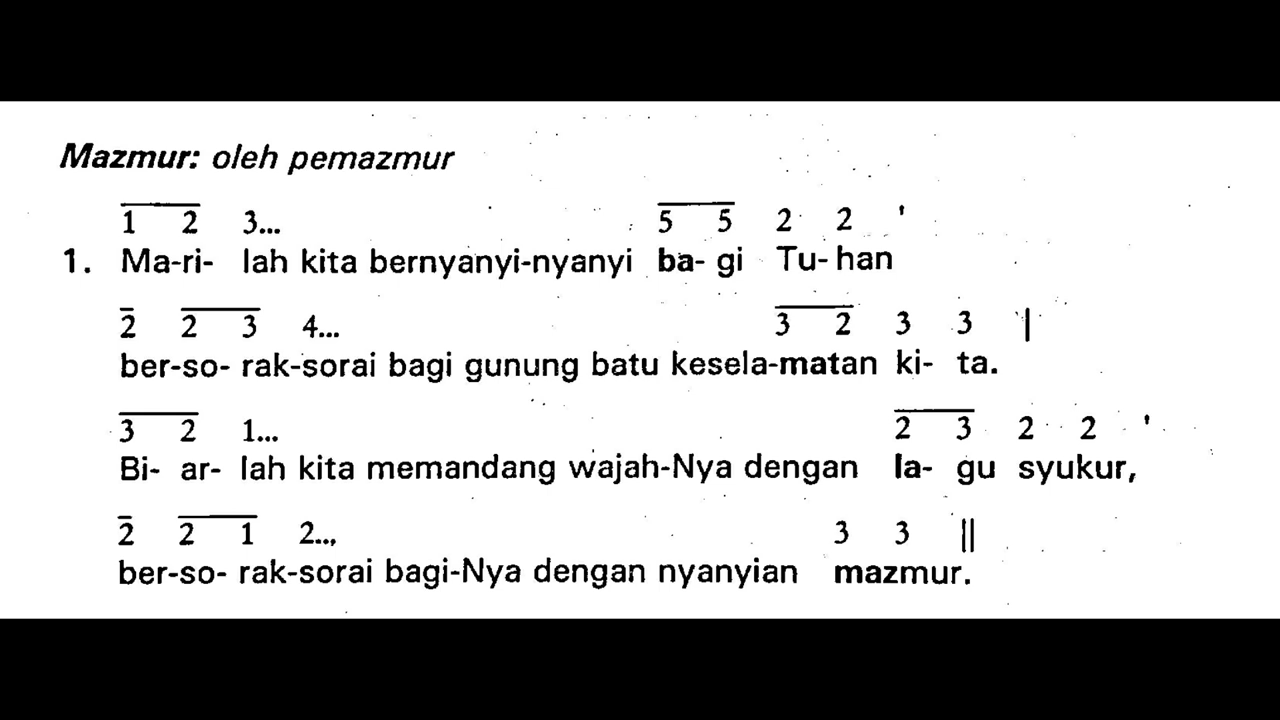 Mazmur: oleh pemazmur
1 2 3... 5 5 2 2 '
1. Ma-ri- lah kita bernyanyi-nyanyi ba- gi Tu- han
2 2 3 4... 3 2 3 3 |
ber-so- rak-sorai bagi gunung batu kesela-matan ki- ta.
3 2 1... 2 3 2 2 '
Bi- ar- lah kita memandang wajah-Nya dengan la- gu syukur,
2 2 1 2... 3 3 ||
ber-so- rak-sorai bagi-Nya dengan nyanyian mazmur.